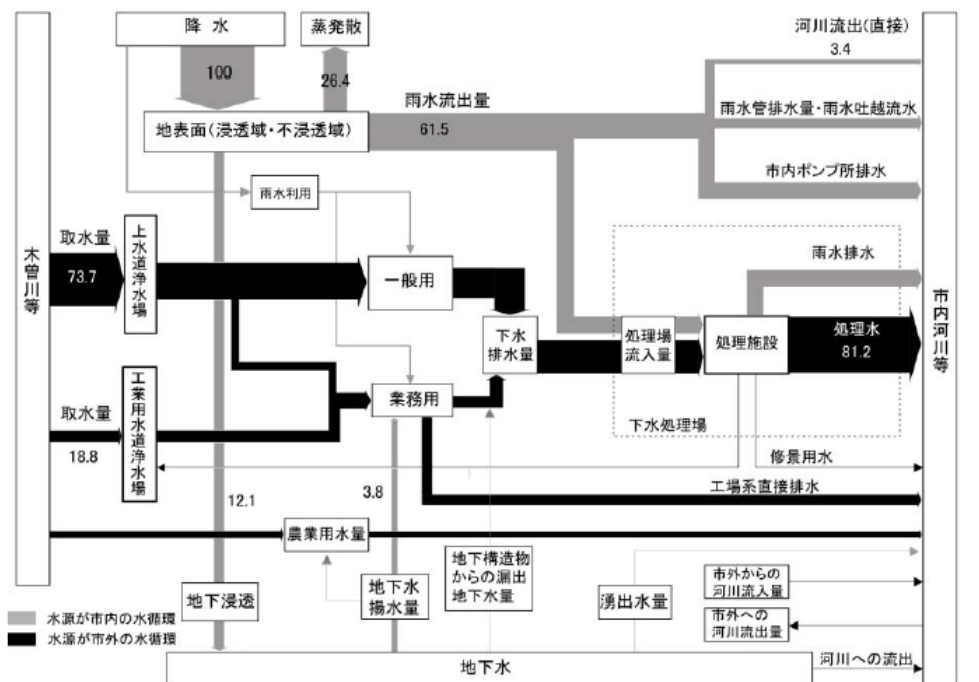 降 水
100
蒸発散
26.4
河川流出(直接)
3.4
雨水流出量
61.5
雨水管排水量・雨水吐越流水
地表面(浸透域・不浸透域)
市内ポンプ所排水
雨水利用
木曽川等
取水量
73.7
上水道浄水場
一般用
下水
排水量
処理場
流入量
処理施設
雨水排水
処理水
81.2
市内河川等
下水処理場
取水量
18.8
工業用水道浄水場
業務用
修景用水
工場系直接排水
12.1
3.8
農業用水量
地下浸透
地下水
揚水量
地下構造物
からの漏出
地下水量
湧出水量
市外からの
河川流入量
市外への
河川流出量
水源が市内の水循環
水源が市外の水循環
地下水
河川への流出